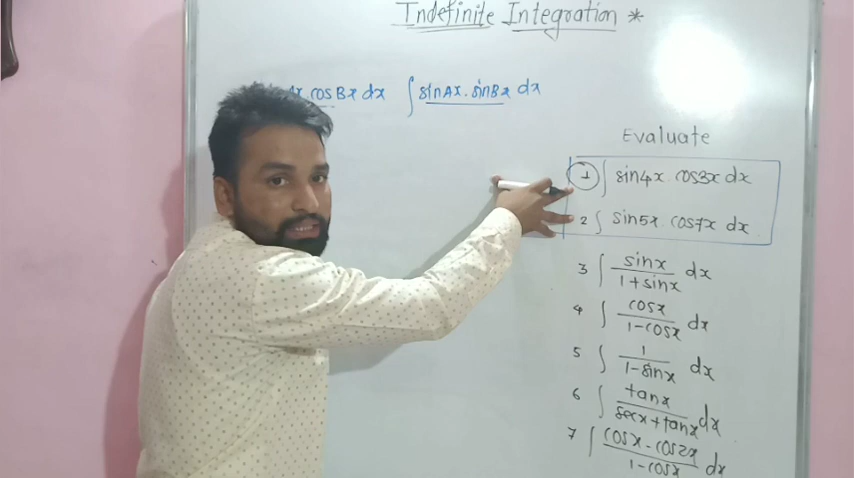 Indefinite Integration *
cosBx dx ∫ sinAx . sinBx dx
Evaluate
1 ∫ sin4x . cos3x dx
2 ∫ sin5x . cos7x dx
3 ∫ sinx / 1+sinx dx
4 ∫ cosx / 1-cosx dx
5 ∫ 1 / 1-sinx dx
6 ∫ tanx / secx+tanx dx
7 ∫ cosx-cos2x / 1-cosx dx